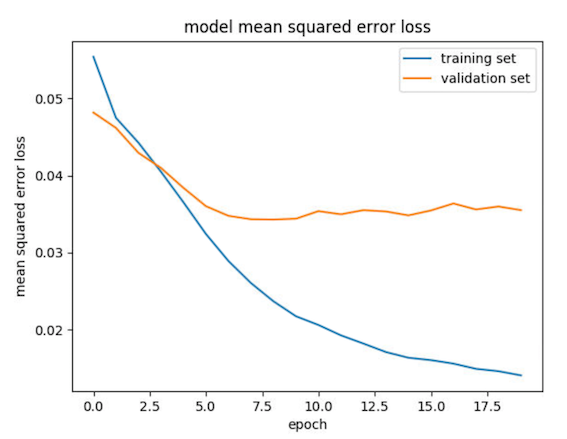 model mean squared error loss
training set
validation set
0.05
0.04
0.03
0.02
mean squared error loss
0.0 2.5 5.0 7.5 10.0 12.5 15.0 17.5
epoch